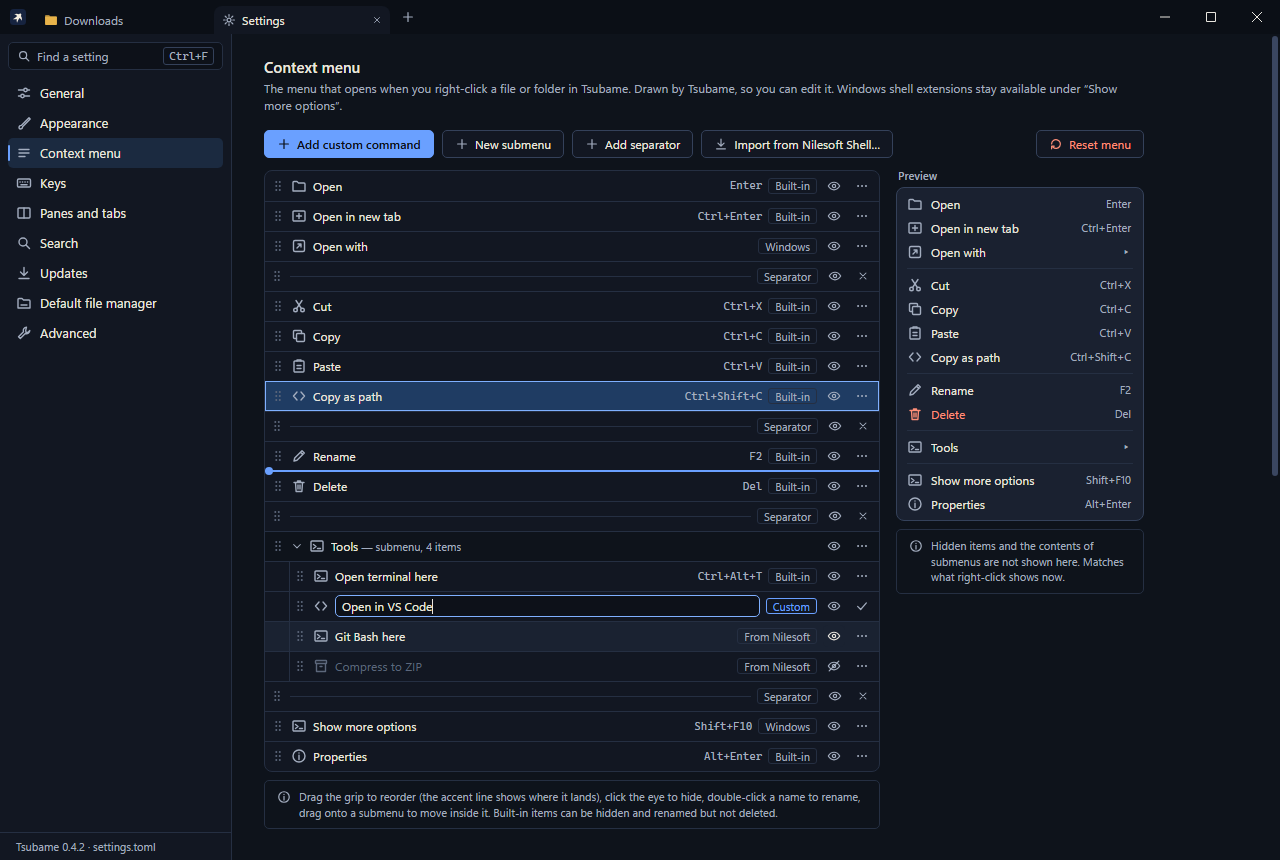 Downloads
Settings
Find a setting
Ctrl+F
General
Appearance
Context menu
Keys
Panes and tabs
Search
Updates
Default file manager
Advanced
Tsubame 0.4.2 · settings.toml
Context menu
The menu that opens when you right-click a file or folder in Tsubame. Drawn by Tsubame, so you can edit it. Windows shell extensions stay available under “Show
more options”.
Add custom command
New submenu
Add separator
Import from Nilesoft Shell...
Reset menu
Open Enter Built-in
Open in new tab Ctrl+Enter Built-in
Open with Windows
Separator
Cut Ctrl+X Built-in
Copy Ctrl+C Built-in
Paste Ctrl+V Built-in
Copy as path Ctrl+Shift+C Built-in
Separator
Rename F2 Built-in
Delete Del Built-in
Separator
Tools — submenu, 4 items
Open terminal here Ctrl+Alt+T Built-in
Open in VS Code Custom
Git Bash here From Nilesoft
Compress to ZIP From Nilesoft
Separator
Show more options Shift+F10 Windows
Properties Alt+Enter Built-in
Drag the grip to reorder (the accent line shows where it lands), click the eye to hide, double-click a name to rename,
drag onto a submenu to move inside it. Built-in items can be hidden and renamed but not deleted.
Preview
Open Enter
Open in new tab Ctrl+Enter
Open with
Cut Ctrl+X
Copy Ctrl+C
Paste Ctrl+V
Copy as path Ctrl+Shift+C
Rename F2
Delete Del
Tools
Show more options Shift+F10
Properties Alt+Enter
Hidden items and the contents of
submenus are not shown here. Matches
what right-click shows now.